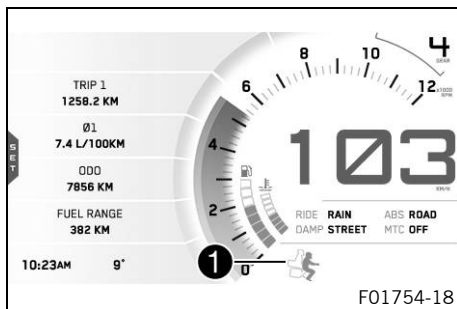 TRIP 1
1258.2 KM
Ø1
7.4 L/100KM
ODO
7856 KM
FUEL RANGE
382 KM
10:23AM 9°
SET
0
2
4
6
8
10
12
x1000
RPM
4
GEAR
103
KM/H
RIDE RAIN ABS ROAD
DAMP STREET MTC OFF
1
F01754-18